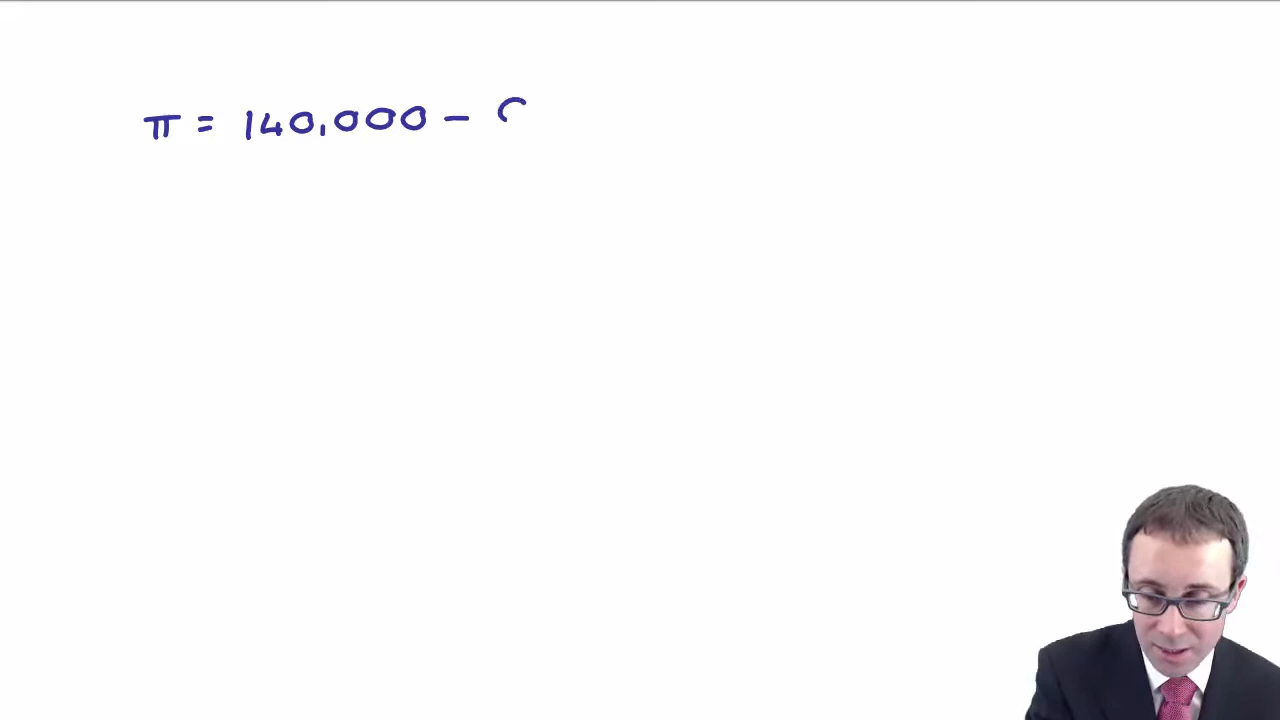 π = 140,000 -